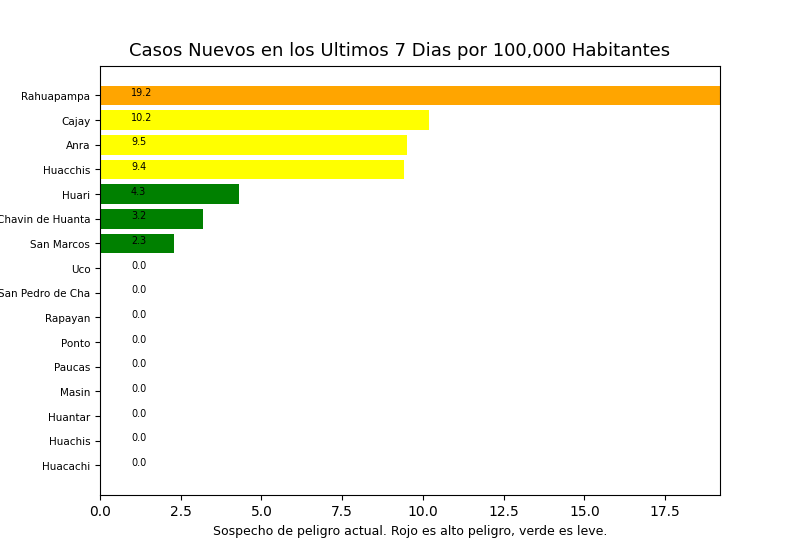 Casos Nuevos en los Ultimos 7 Dias por 100,000 Habitantes
Rahuapampa 19.2
Cajay 10.2
Anra 9.5
Huacchis 9.4
Huari 4.3
Chavin de Huanta 3.2
San Marcos 2.3
Uco 0.0
San Pedro de Cha 0.0
Rapayan 0.0
Ponto 0.0
Paucas 0.0
Masin 0.0
Huantar 0.0
Huachis 0.0
Huacachi 0.0
0.0 2.5 5.0 7.5 10.0 12.5 15.0 17.5
Sospecho de peligro actual. Rojo es alto peligro, verde es leve.